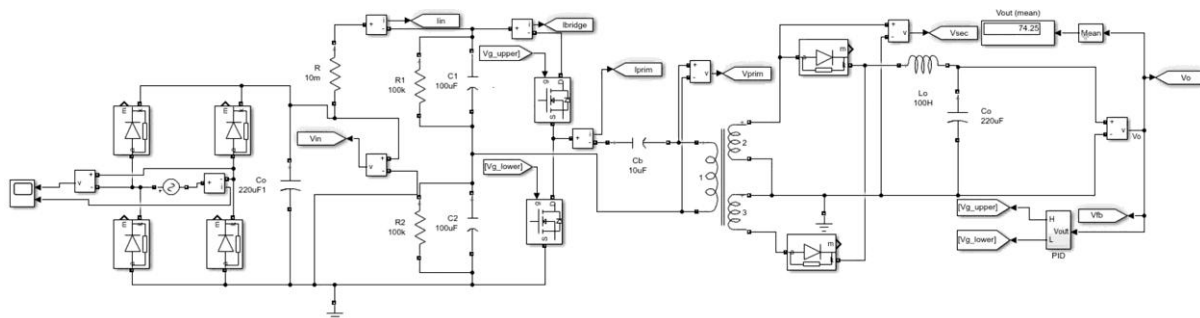 Vout (mean)
74.25
Mean
Iin
Ibridge
Vsec
R
10m
R1
100k
C1
100uF
Vg_upper]
Iprim
Vprim
Lo
100H
Co
220uF
Vo
Vo
Vin
Cb
10uF
[Vg_lower]
Co
220uF1
R2
100k
C2
100uF
1
2
3
[Vg_upper]
[Vg_lower]
H
L
Vout
PID
Vfb